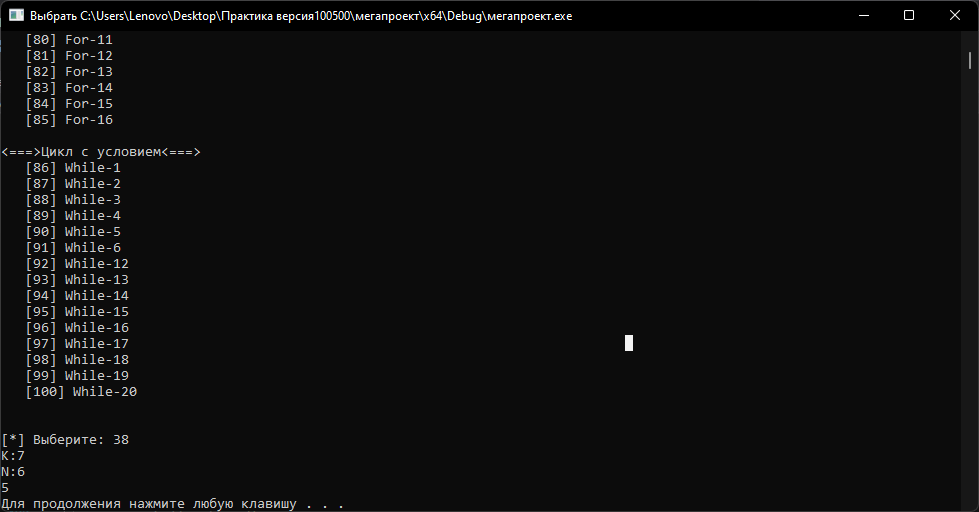 Выбрать C:\Users\Lenovo\Desktop\Практика версия100500\мегапроект\x64\Debug\мегапроект.exe
[80] For-11
[81] For-12
[82] For-13
[83] For-14
[84] For-15
[85] For-16
<===>Цикл с условием<===>
[86] While-1
[87] While-2
[88] While-3
[89] While-4
[90] While-5
[91] While-6
[92] While-12
[93] While-13
[94] While-14
[95] While-15
[96] While-16
[97] While-17
[98] While-18
[99] While-19
[100] While-20
[*] Выберите: 38
K:7
N:6
5
Для продолжения нажмите любую клавишу . . .